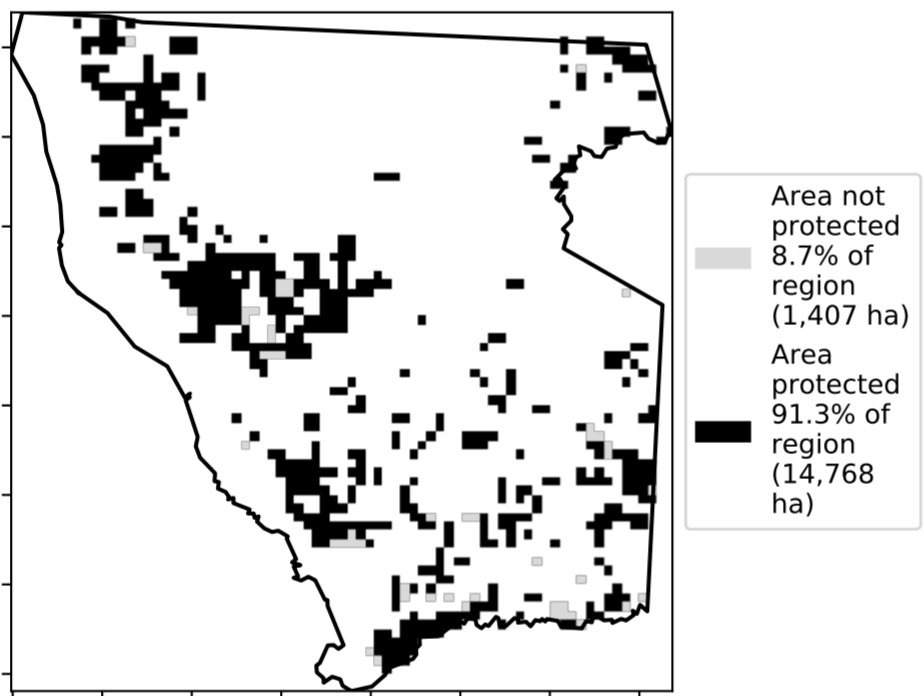 Area not
protected
8.7% of
region
(1,407 ha)
Area
protected
91.3% of
region
(14,768
ha)